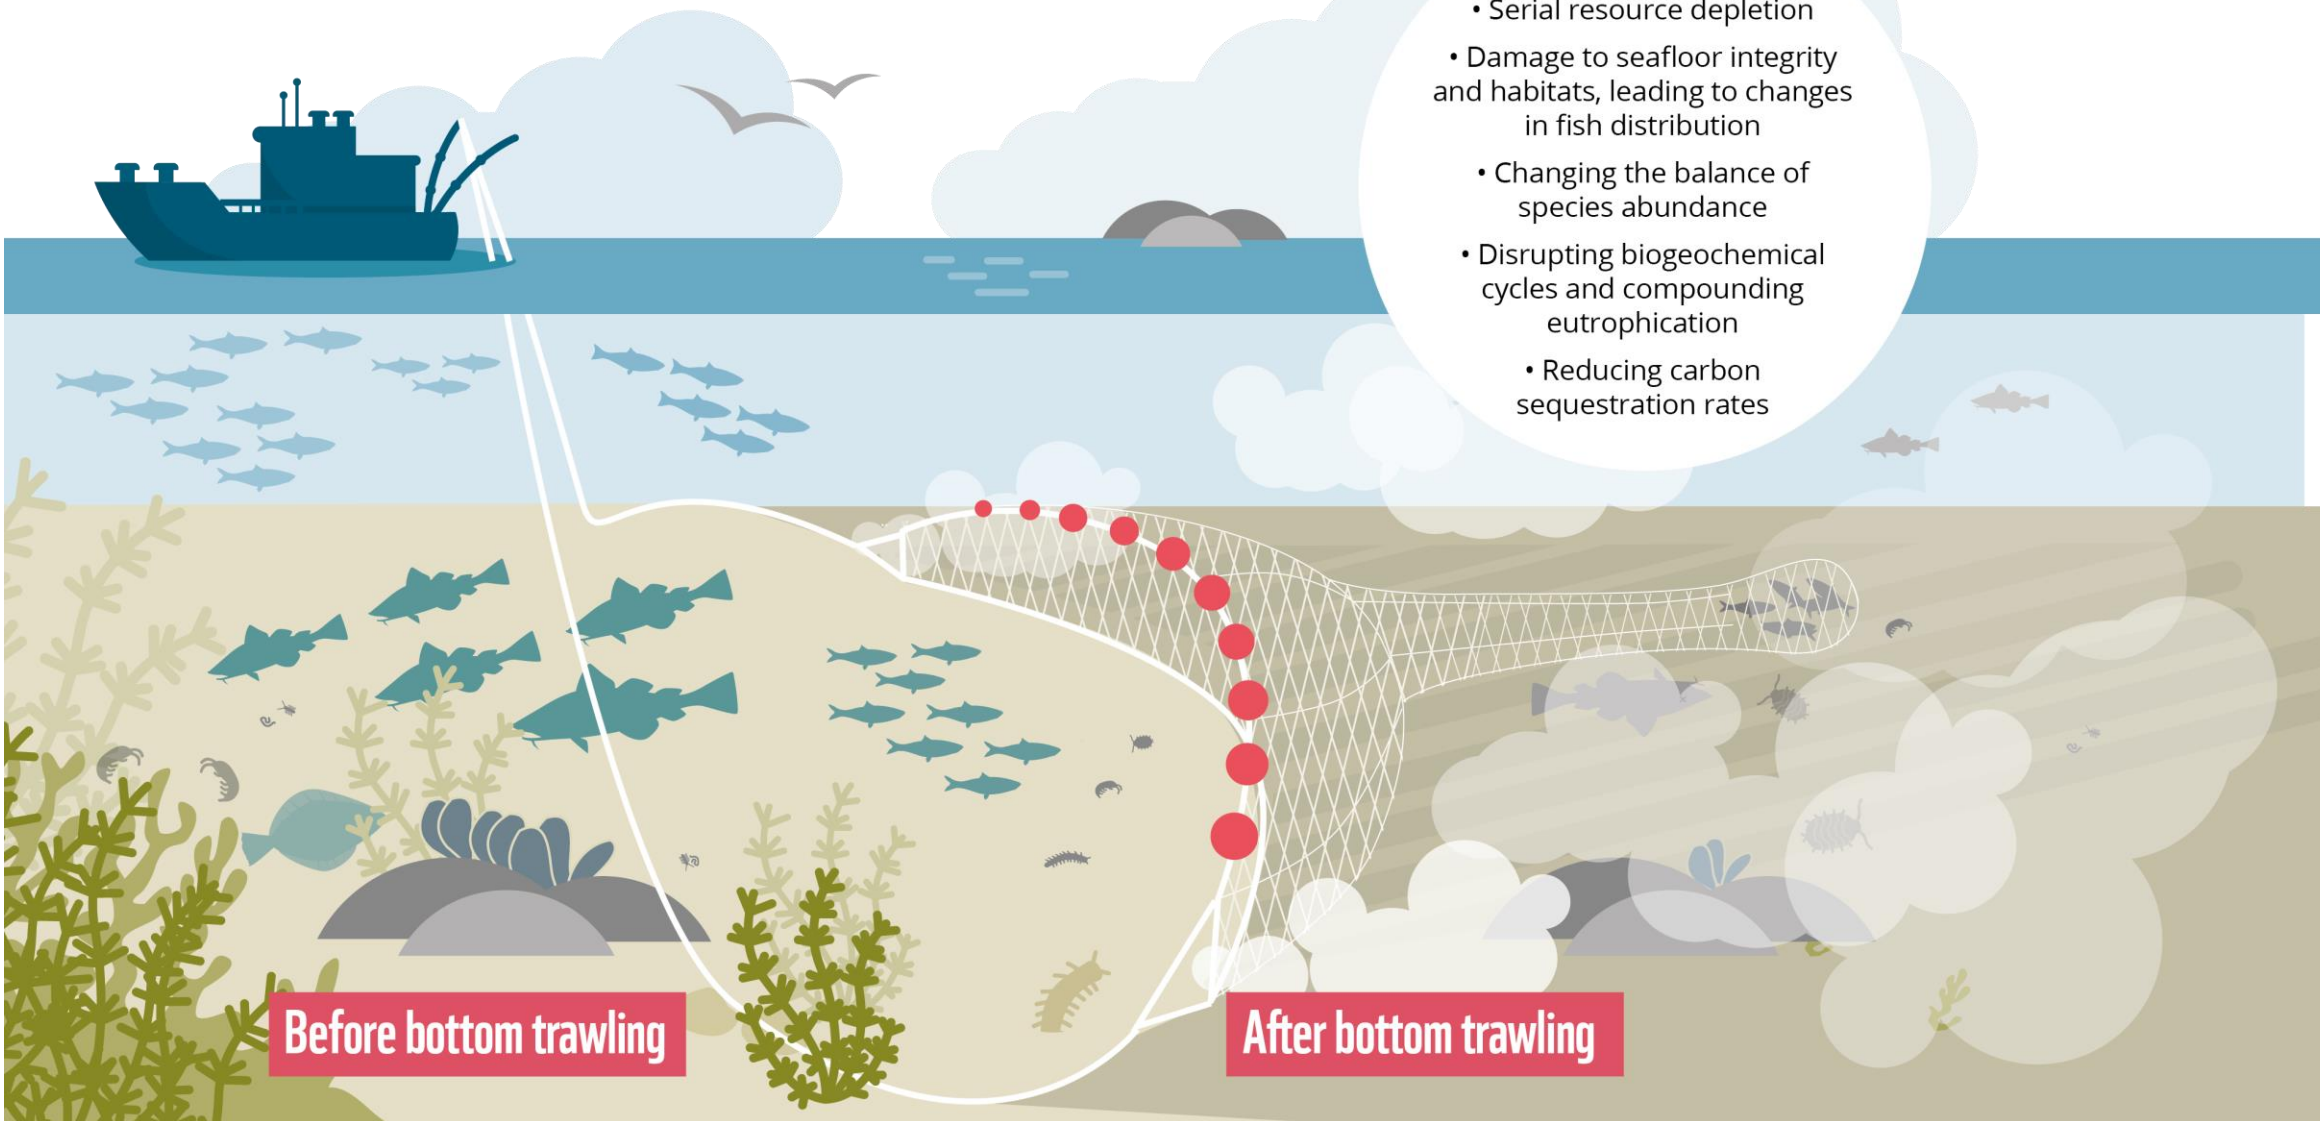 • Serial resource depletion
• Damage to seafloor integrity
and habitats, leading to changes
in fish distribution
• Changing the balance of
species abundance
• Disrupting biogeochemical
cycles and compounding
eutrophication
• Reducing carbon
sequestration rates
Before bottom trawling
After bottom trawling